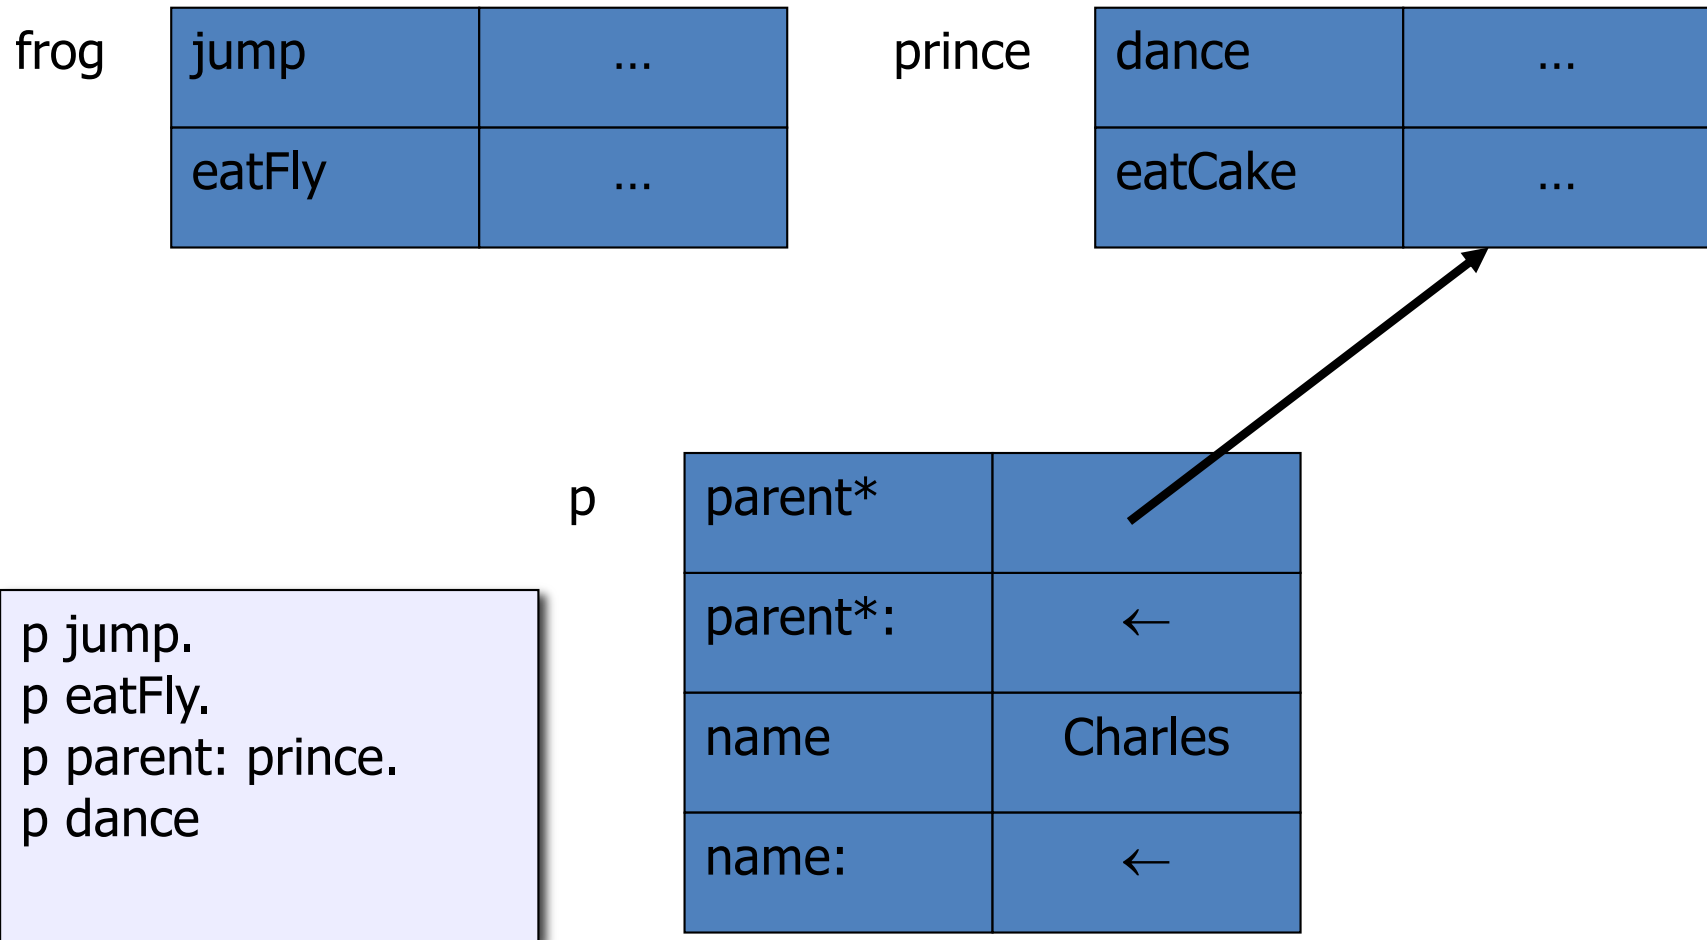 frog jump … prince dance …
eatFly … eatCake …
p parent*
parent*: ←
name Charles
name: ←
p jump.
p eatFly.
p parent: prince.
p dance